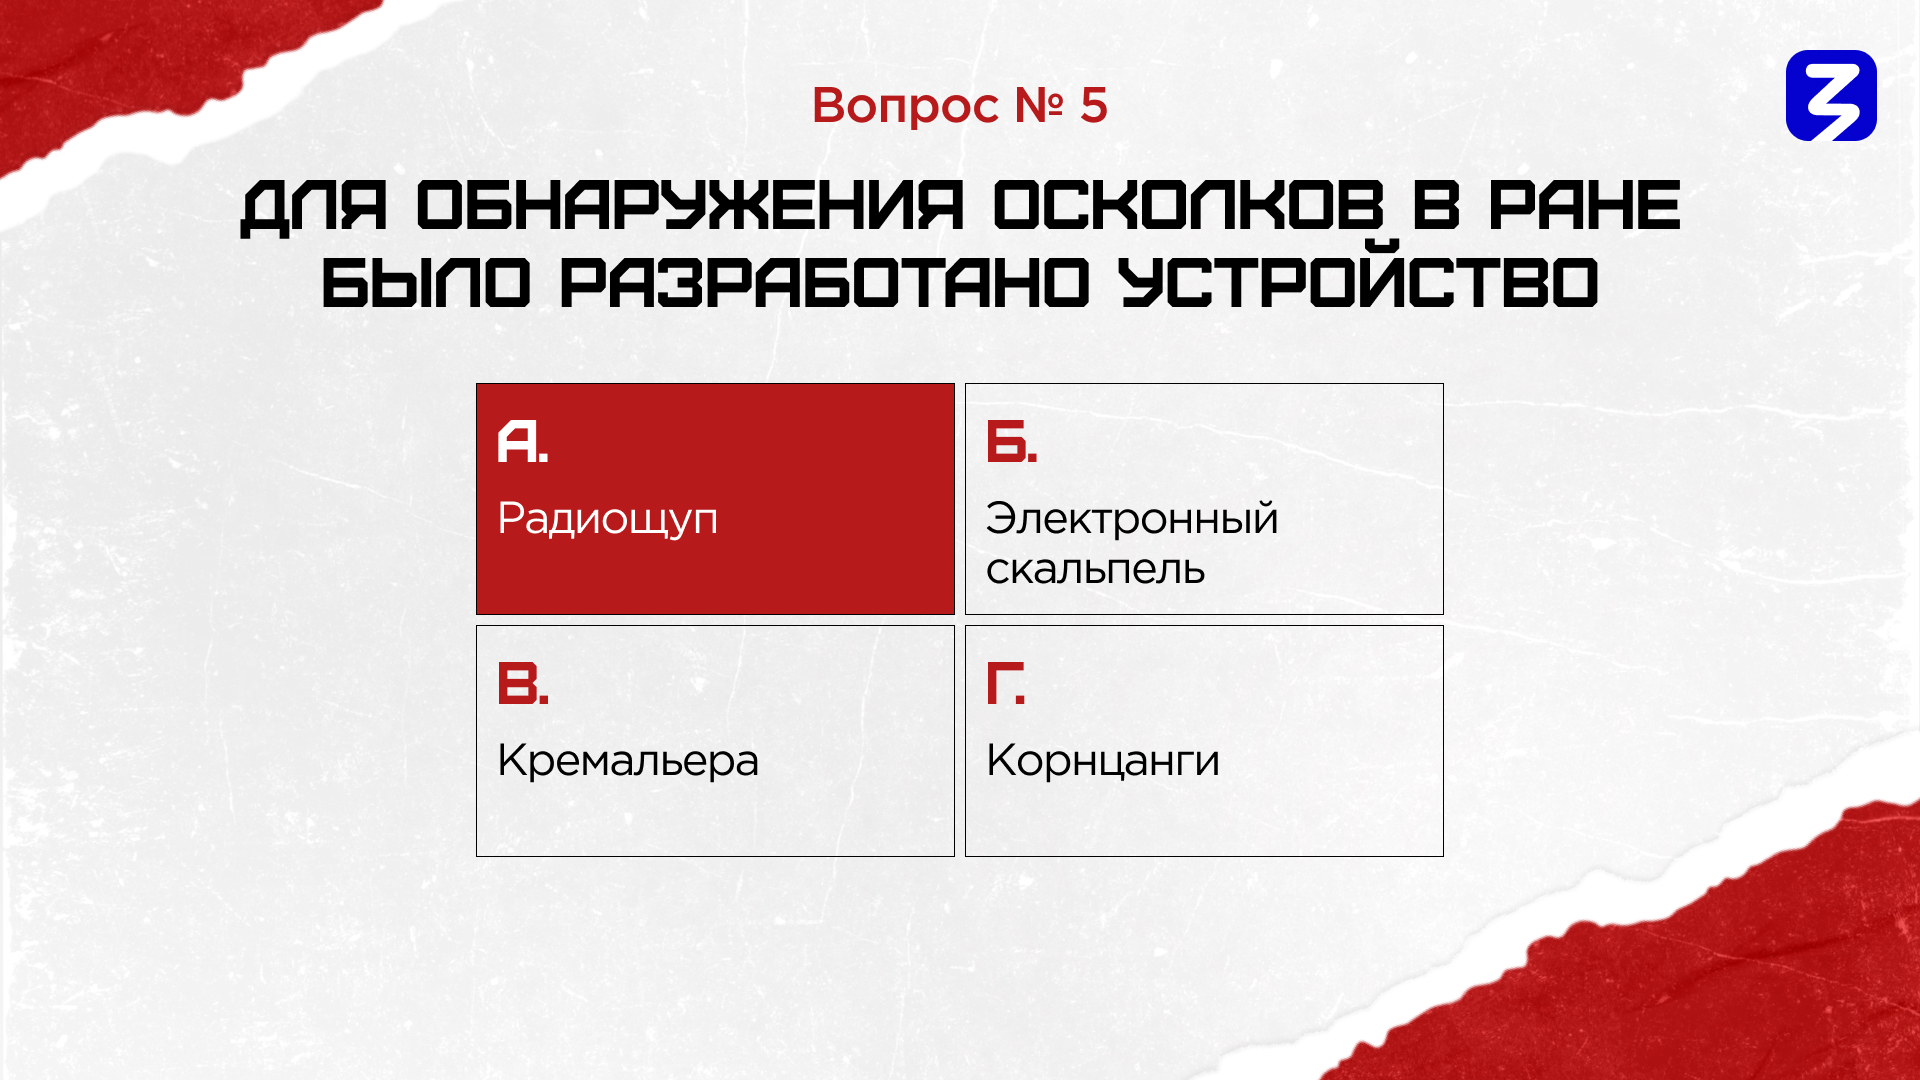 Вопрос № 5
ДЛЯ ОБНАРУЖЕНИЯ ОСКОЛКОВ В РАНЕ
БЫЛО РАЗРАБОТАНО УСТРОЙСТВО
А.
Радиощуп
Б.
Электронный
скальпель
В.
Кремальера
Г.
Корнцанги